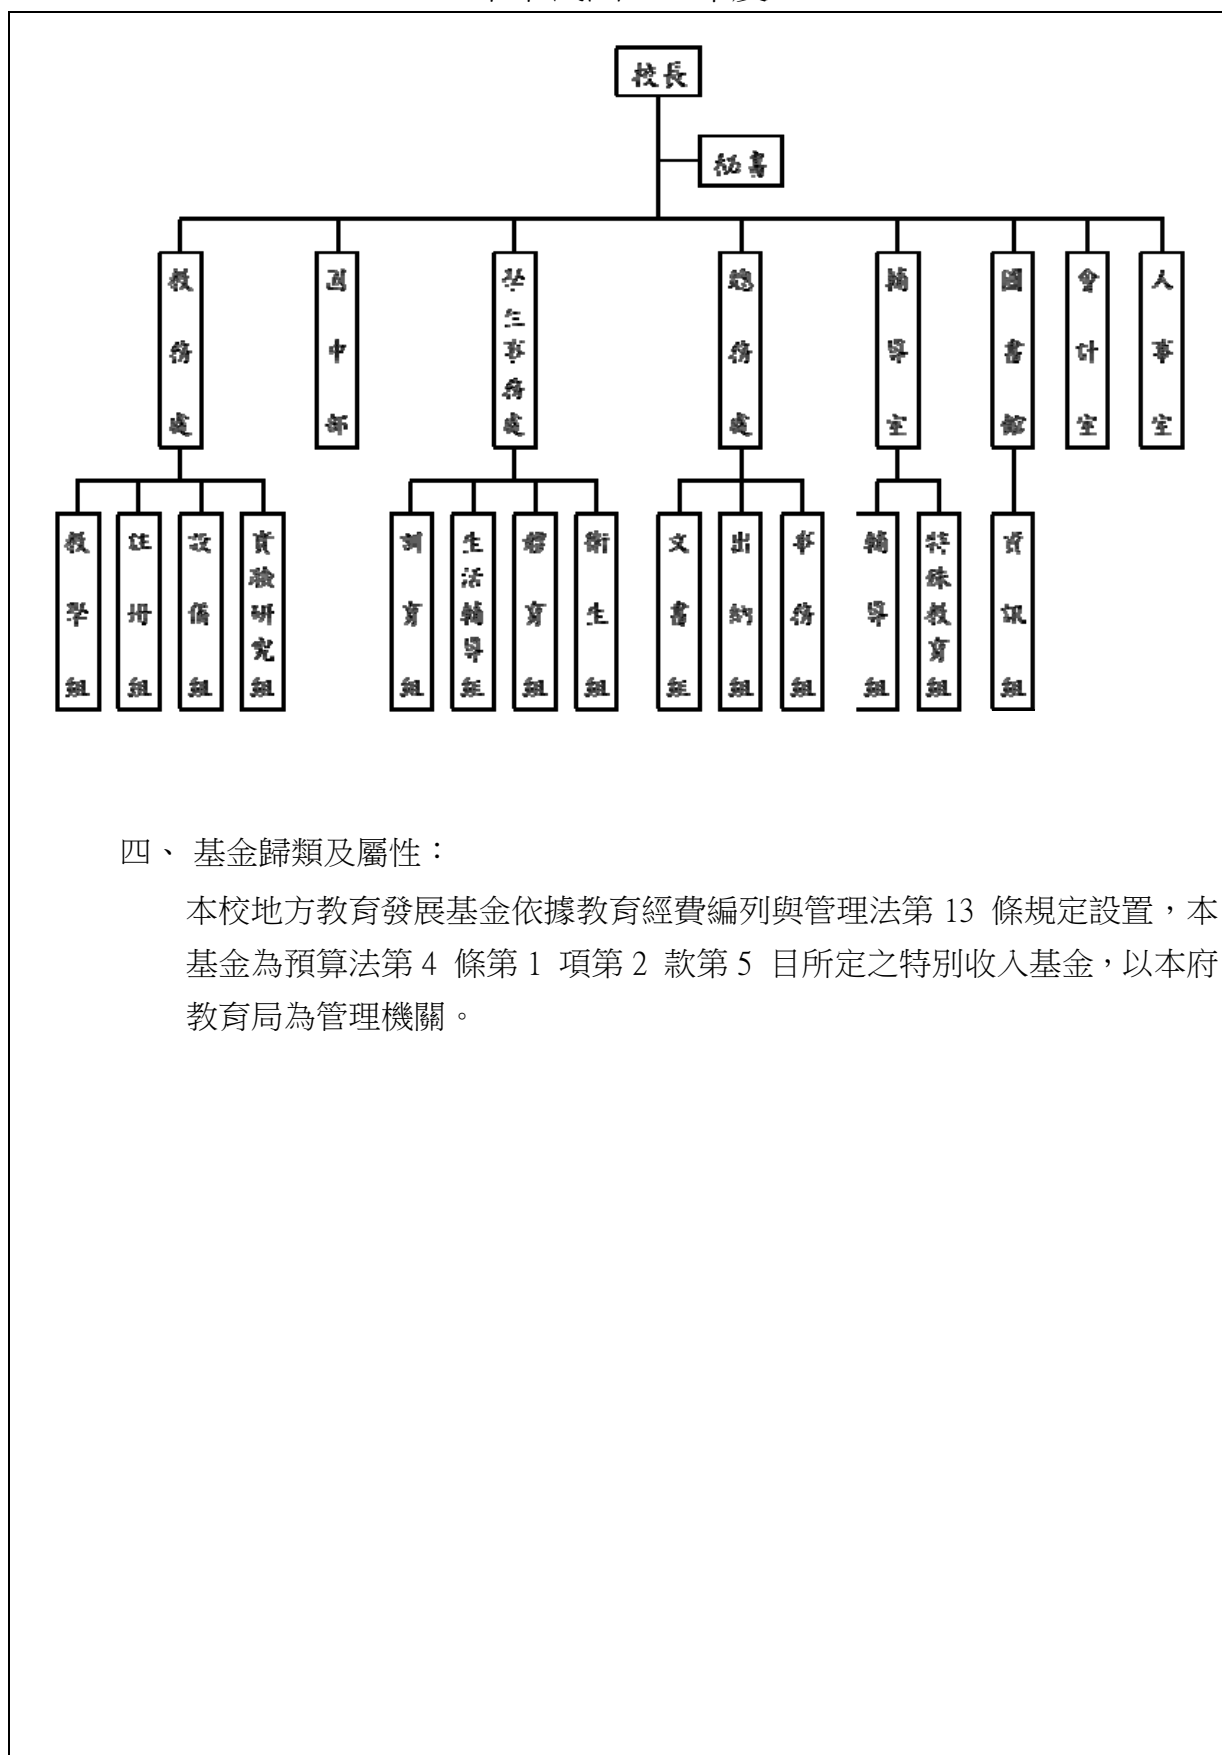 校長
秘書
教務處
國中部
學生事務處
總務處
輔導室
圖書館
會計室
人事室
教學組
註冊組
設備組
實驗研究組
訓育組
生活輔導組
體育組
衛生組
文書組
出納組
事務組
輔導組
特殊教育組
資訊組
四、 基金歸類及屬性：
本校地方教育發展基金依據教育經費編列與管理法第 13 條規定設置，本
基金為預算法第 4 條第 1 項第 2 款第 5 目所定之特別收入基金，以本府
教育局為管理機關。